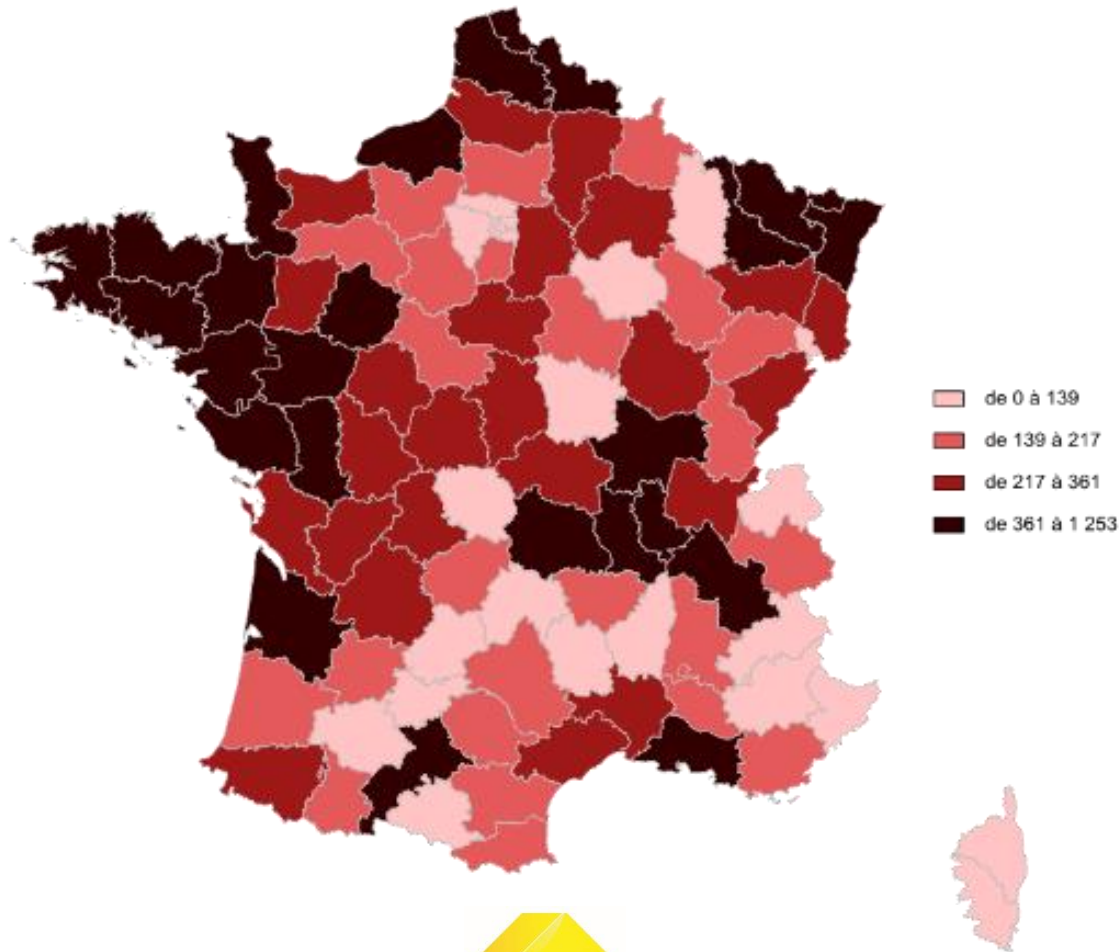 de 0 à 139
de 139 à 217
de 217 à 361
de 361 à 1 253